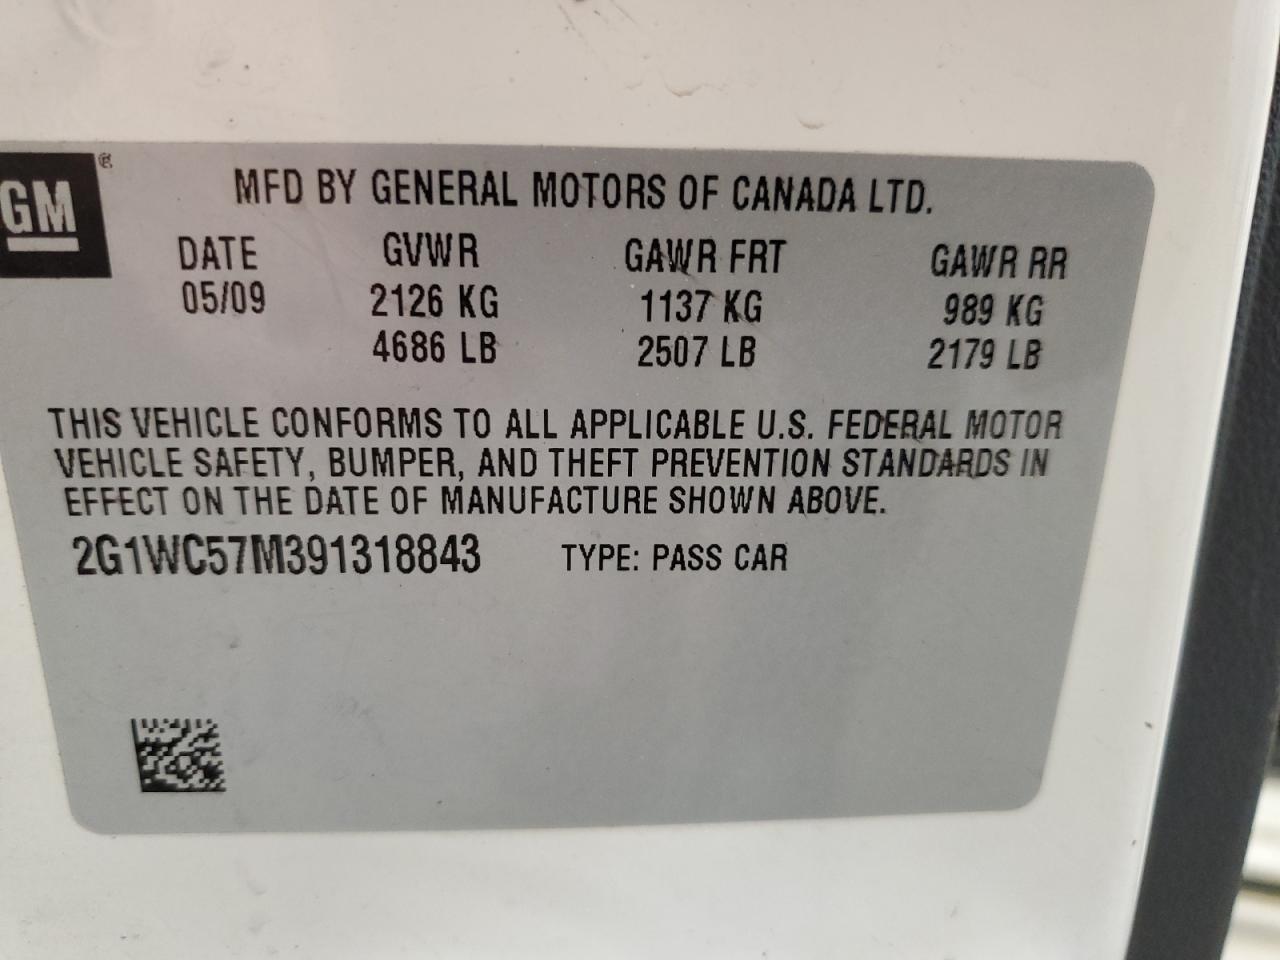 GM®
MFD BY GENERAL MOTORS OF CANADA LTD.
DATE GVWR GAWR FRT GAWR RR
05/09 2126 KG 1137 KG 989 KG
4686 LB 2507 LB 2179 LB
THIS VEHICLE CONFORMS TO ALL APPLICABLE U.S. FEDERAL MOTOR
VEHICLE SAFETY, BUMPER, AND THEFT PREVENTION STANDARDS IN
EFFECT ON THE DATE OF MANUFACTURE SHOWN ABOVE.
2G1WC57M391318843 TYPE: PASS CAR